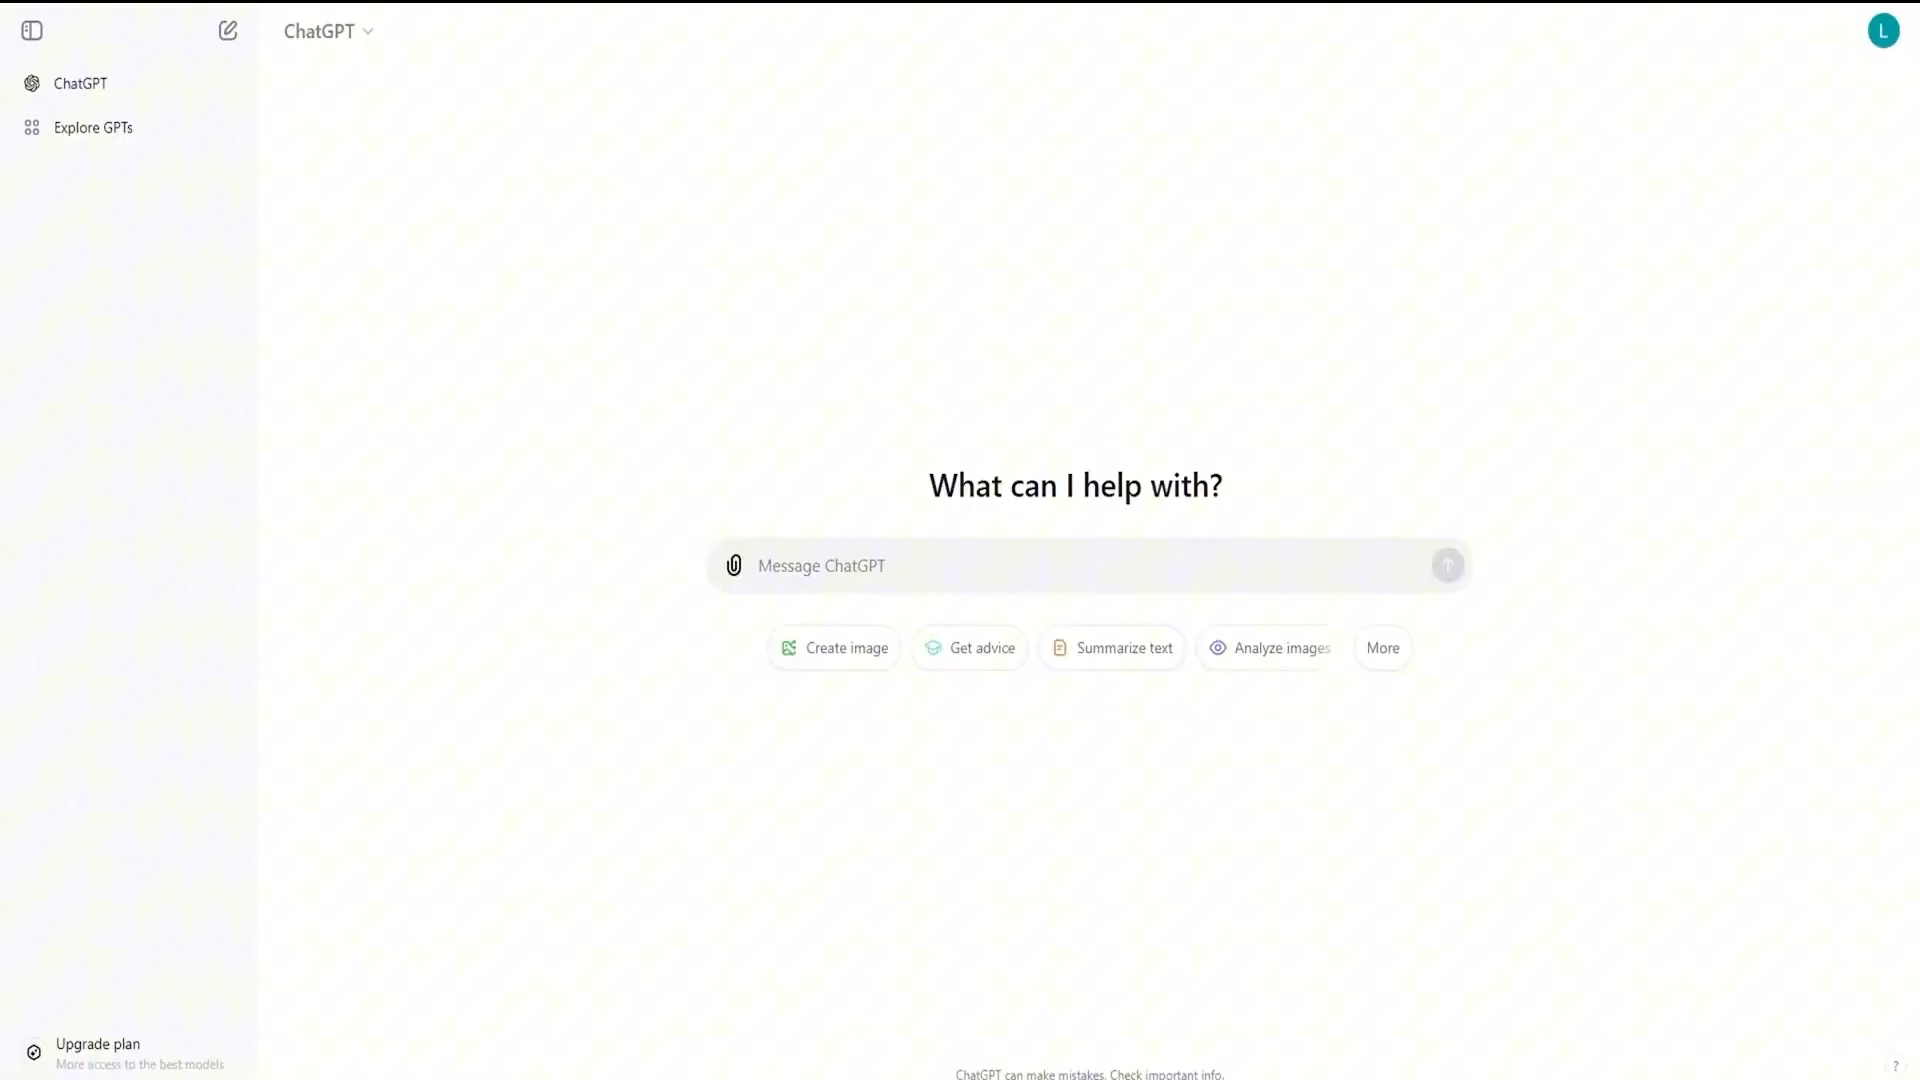 ChatGPT
L
ChatGPT
Explore GPTs
What can I help with?
Message ChatGPT
Create image
Get advice
Summarize text
Analyze images
More
Upgrade plan
More access to the best models
ChatGPT can make mistakes. Check important info.
?